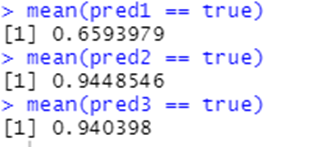 > mean(pred1 == true)
[1] 0.6593979
> mean(pred2 == true)
[1] 0.9448546
> mean(pred3 == true)
[1] 0.940398